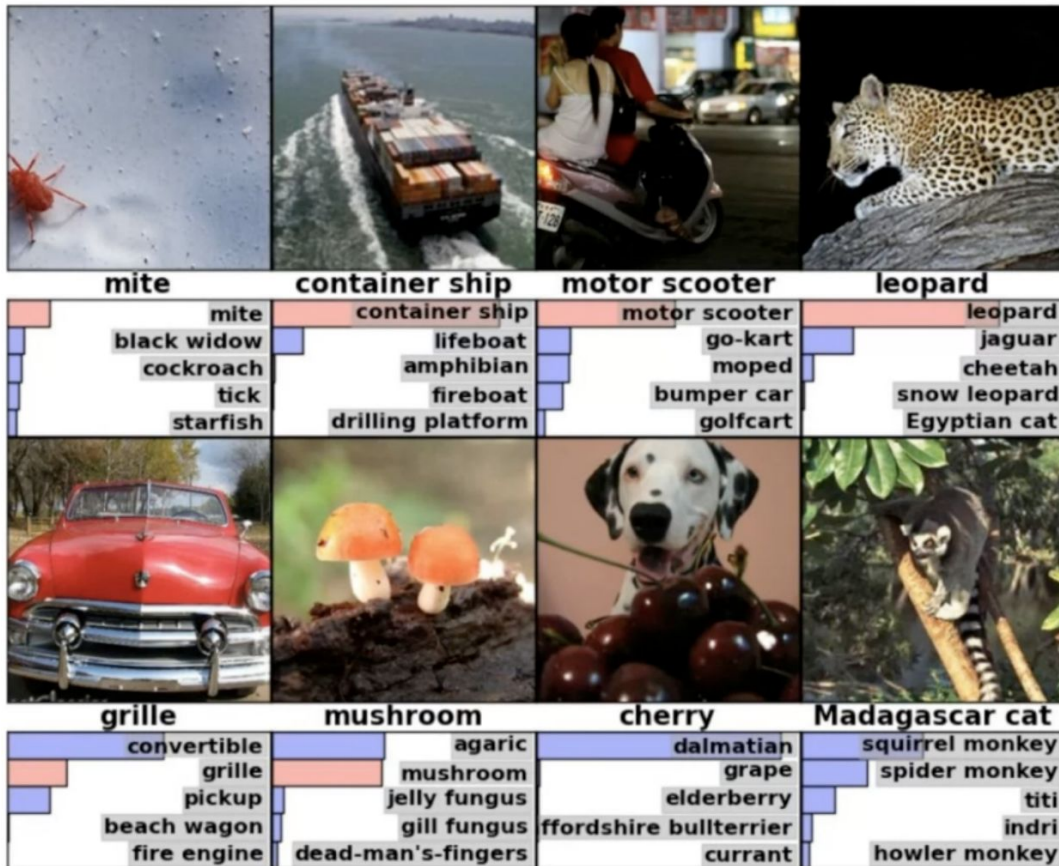 mite
container ship
motor scooter
leopard
mite
black widow
cockroach
tick
starfish
container ship
lifeboat
amphibian
fireboat
drilling platform
motor scooter
go-kart
moped
bumper car
golfcart
leopard
jaguar
cheetah
snow leopard
Egyptian cat
grille
mushroom
cherry
Madagascar cat
convertible
grille
pickup
beach wagon
fire engine
agaric
mushroom
jelly fungus
gill fungus
dead-man's-fingers
dalmatian
grape
elderberry
ffordshire bullterrier
currant
squirrel monkey
spider monkey
titi
indri
howler monkey